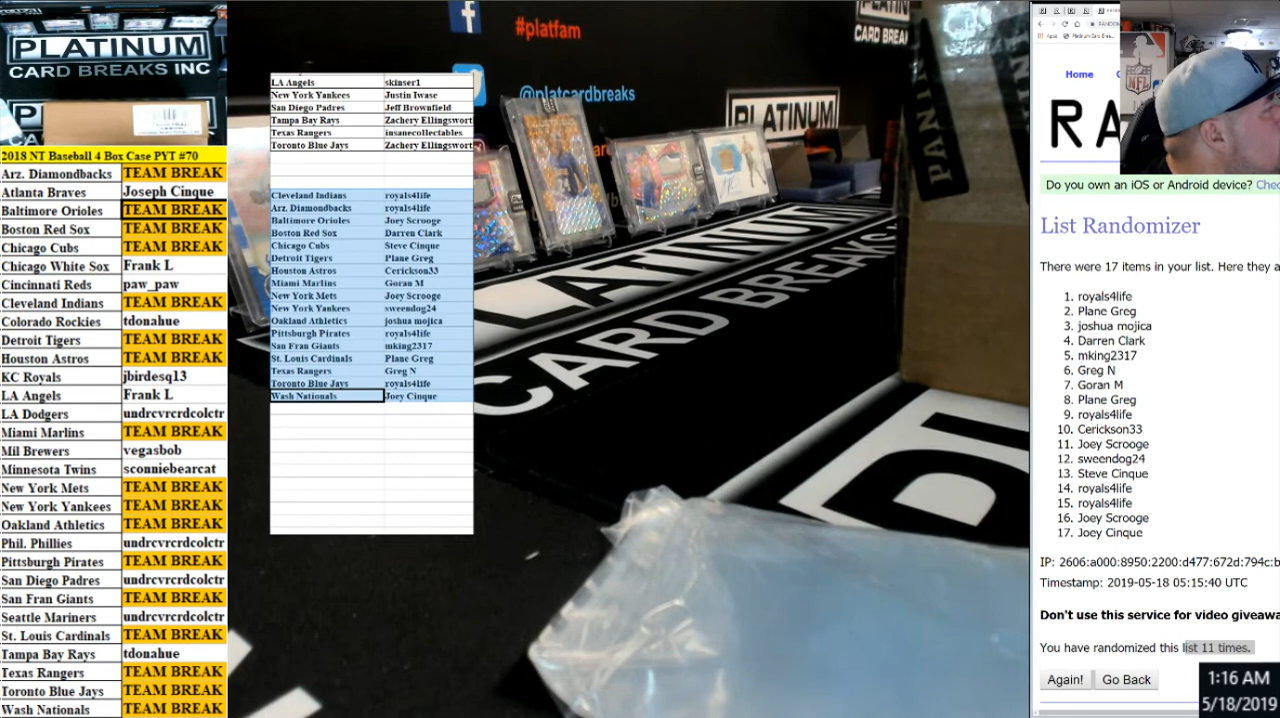 PLATINUM
CARD BREAKS INC
2018 NT Baseball 4 Box Case PYT #70
Arz. Diamondbacks TEAM BREAK
Atlanta Braves Joseph Cinque
Baltimore Orioles TEAM BREAK
Boston Red Sox TEAM BREAK
Chicago Cubs TEAM BREAK
Chicago White Sox Frank L
Cincinnati Reds paw_paw
Cleveland Indians TEAM BREAK
Colorado Rockies tdonahue
Detroit Tigers TEAM BREAK
Houston Astros TEAM BREAK
KC Royals jbirdesq13
LA Angels Frank L
LA Dodgers undrcvrcrdcolctr
Miami Marlins TEAM BREAK
Mil Brewers vegasbob
Minnesota Twins sconniebearcat
New York Mets TEAM BREAK
New York Yankees TEAM BREAK
Oakland Athletics TEAM BREAK
Phil. Phillies undrcvrcrdcolctr
Pittsburgh Pirates TEAM BREAK
San Diego Padres undrcvrcrdcolctr
San Fran Giants TEAM BREAK
Seattle Mariners undrcvrcrdcolctr
St. Louis Cardinals TEAM BREAK
Tampa Bay Rays tdonahue
Texas Rangers TEAM BREAK
Toronto Blue Jays TEAM BREAK
Wash Nationals TEAM BREAK
#platfam
@platcardbreaks
PLATINUM
CARD BREA
PLATINUM
LATINUM
CARD BREAKS
PANI
LA Angels skinser1
New York Yankees Justin Iwase
San Diego Padres Jeff Brownfield
Tampa Bay Rays Zachery Ellingswort
Texas Rangers insanecollectables
Toronto Blue Jays Zachery Ellingswort
Cleveland Indians royals4life
Arz. Diamondbacks royals4life
Baltimore Orioles Joey Scrooge
Boston Red Sox Darren Clark
Chicago Cubs Steve Cinque
Detroit Tigers Plane Greg
Houston Astros Cerickson33
Miami Marlins Goran M
New York Mets Joey Scrooge
New York Yankees sweendog24
Oakland Athletics joshua mojica
Pittsburgh Pirates royals4life
San Fran Giants mking2317
St. Louis Cardinals Plane Greg
Texas Rangers Greg N
Toronto Blue Jays royals4life
Wash Nationals Joey Cinque
Apps Platinum Card Brea...
Home
RA
NFL
Do you own an iOS or Android device? Chec
List Randomizer
There were 17 items in your list. Here they a
1. royals4life
2. Plane Greg
3. joshua mojica
4. Darren Clark
5. mking2317
6. Greg N
7. Goran M
8. Plane Greg
9. royals4life
10. Cerickson33
11. Joey Scrooge
12. sweendog24
13. Steve Cinque
14. royals4life
15. royals4life
16. Joey Scrooge
17. Joey Cinque
IP: 2606:a000:8950:2200:d477:672d:794c:b
Timestamp: 2019-05-18 05:15:40 UTC
Don't use this service for video giveawa
You have randomized this list 11 times.
Again! Go Back
1:16 AM
5/18/2019